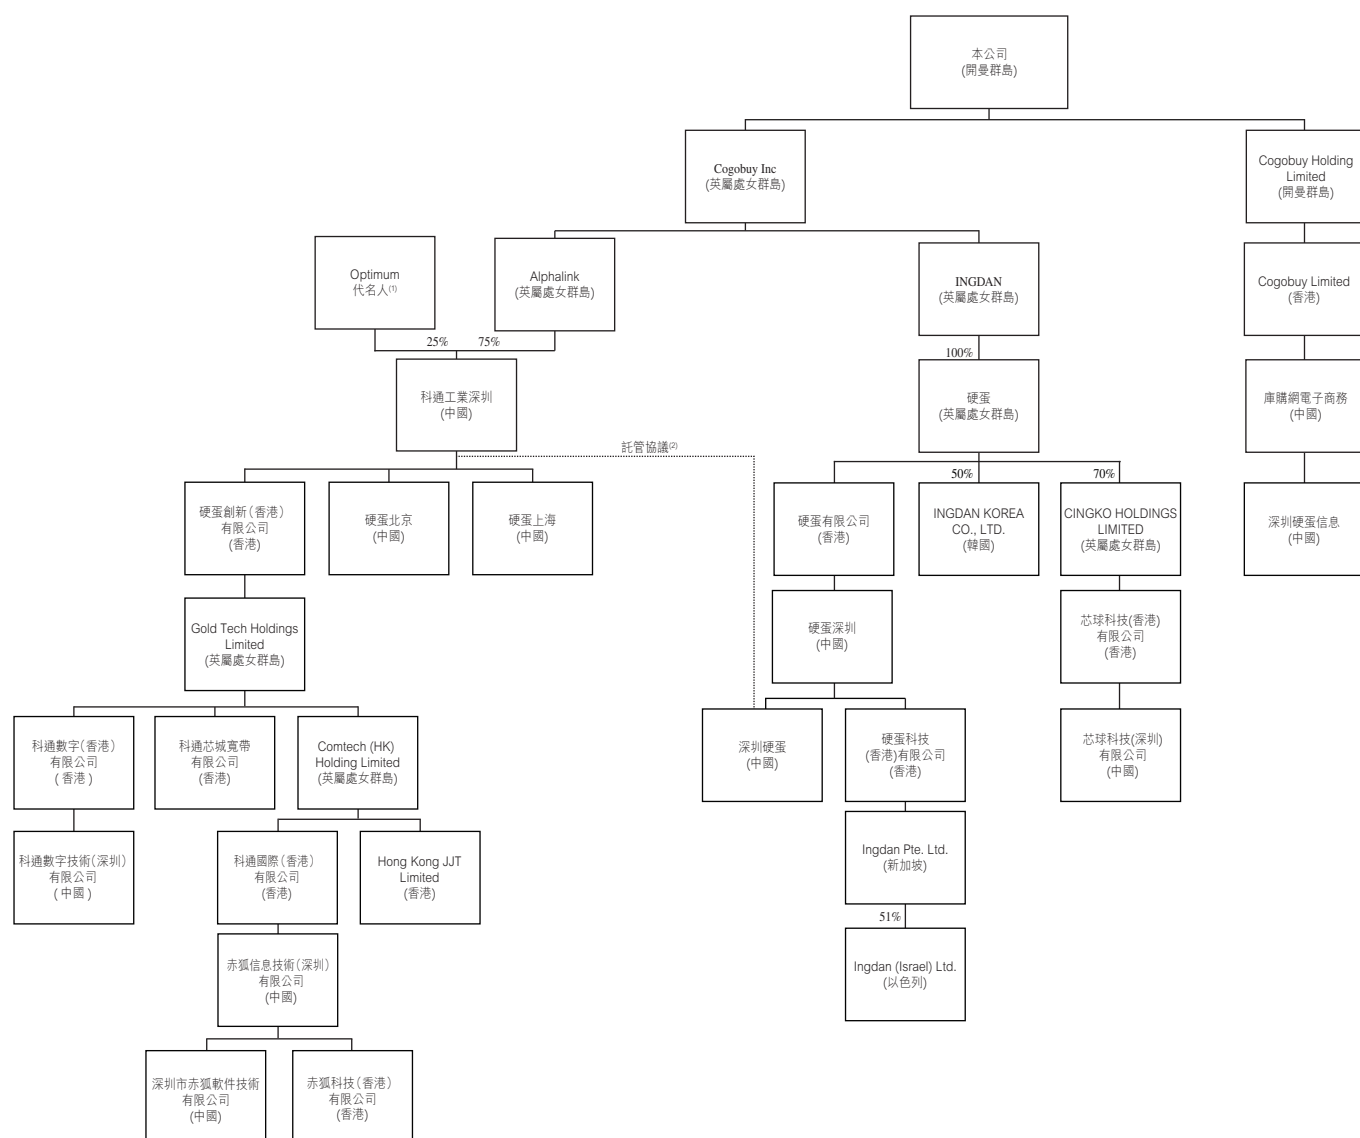 本公司
(開曼群島)
Cogobuy Inc
(英屬處女群島)
Cogobuy Holding
Limited
(開曼群島)
Optimum
代名人(1)
Alphalink
(英屬處女群島)
INGDAN
(英屬處女群島)
Cogobuy Limited
(香港)
25%
75%
100%
科通工業深圳
(中國)
硬蛋
(英屬處女群島)
庫購網電子商務
(中國)
託管協議(2)
50%
70%
硬蛋創新(香港)
有限公司
(香港)
硬蛋北京
(中國)
硬蛋上海
(中國)
硬蛋有限公司
(香港)
INGDAN KOREA
CO., LTD.
(韓國)
CINGKO HOLDINGS
LIMITED
(英屬處女群島)
深圳硬蛋信息
(中國)
Gold Tech Holdings
Limited
(英屬處女群島)
硬蛋深圳
(中國)
芯球科技(香港)
有限公司
(香港)
科通數字(香港)
有限公司
(香港)
科通芯城寬帶
有限公司
(香港)
Comtech (HK)
Holding Limited
(英屬處女群島)
深圳硬蛋
(中國)
硬蛋科技
(香港)有限公司
(香港)
芯球科技(深圳)
有限公司
(中國)
科通數字技術(深圳)
有限公司
(中國)
科通國際(香港)
有限公司
(香港)
Hong Kong JJT
Limited
(香港)
Ingdan Pte. Ltd.
(新加坡)
51%
赤狐信息技術(深圳)
有限公司
(中國)
Ingdan (Israel) Ltd.
(以色列)
深圳市赤狐軟件技術
有限公司
(中國)
赤狐科技(香港)
有限公司
(香港)